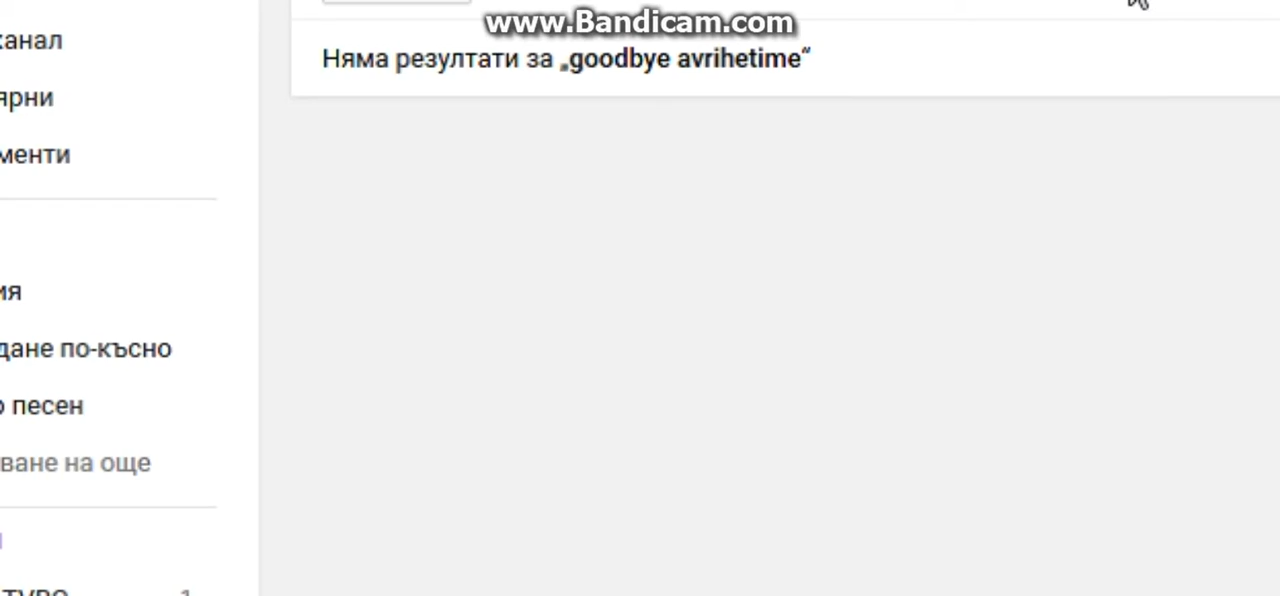 www.Bandicam.com
канал
Няма резултати за „goodbye avrihetime“
ярни
менти
ия
дане по-късно
о песен
ване на още
1